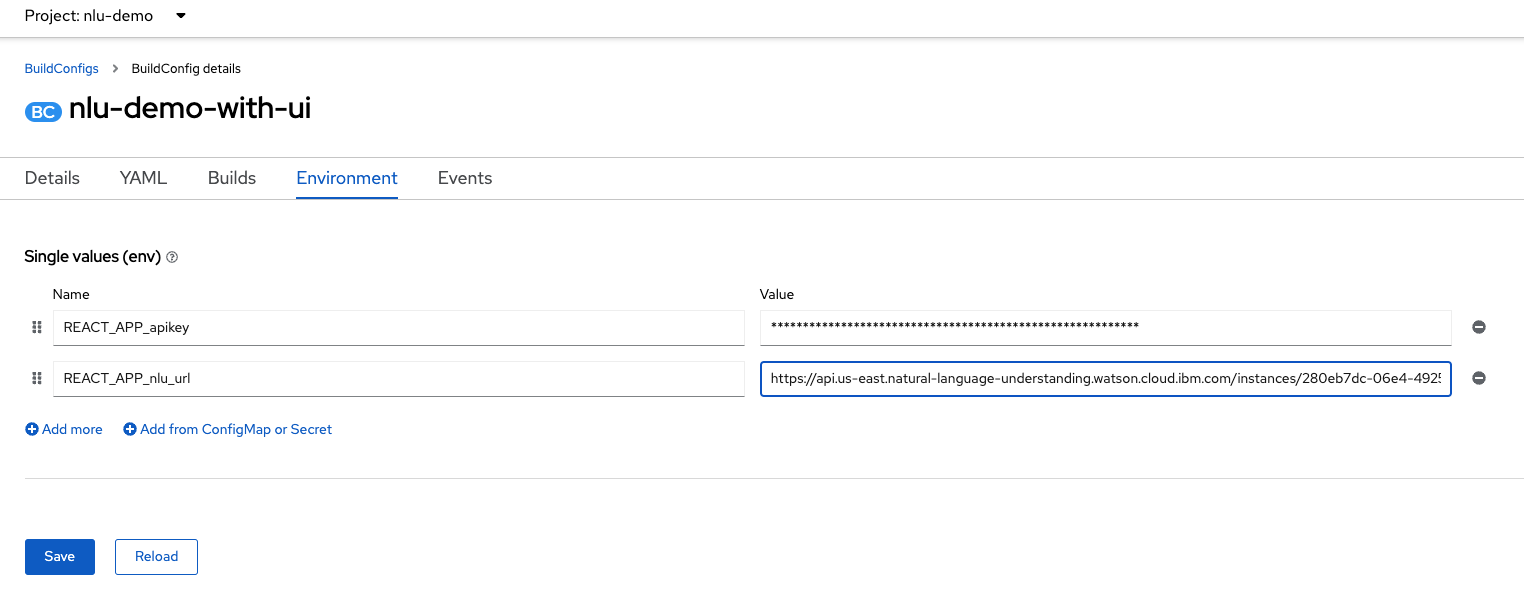 Project: nlu-demo
BuildConfigs > BuildConfig details
BC nlu-demo-with-ui
Details YAML Builds Environment Events
Single values (env)
Name Value
REACT_APP_apikey **********************************************************
REACT_APP_nlu_url https://api.us-east.natural-language-understanding.watson.cloud.ibm.com/instances/280eb7dc-06e4-4925
Add more Add from ConfigMap or Secret
Save Reload